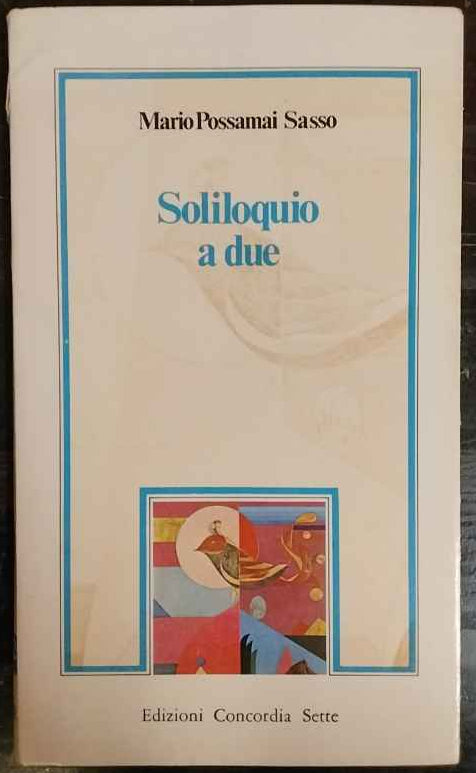 Mario Possamai Sasso
Soliloquio
a due
Edizioni Concordia Sette